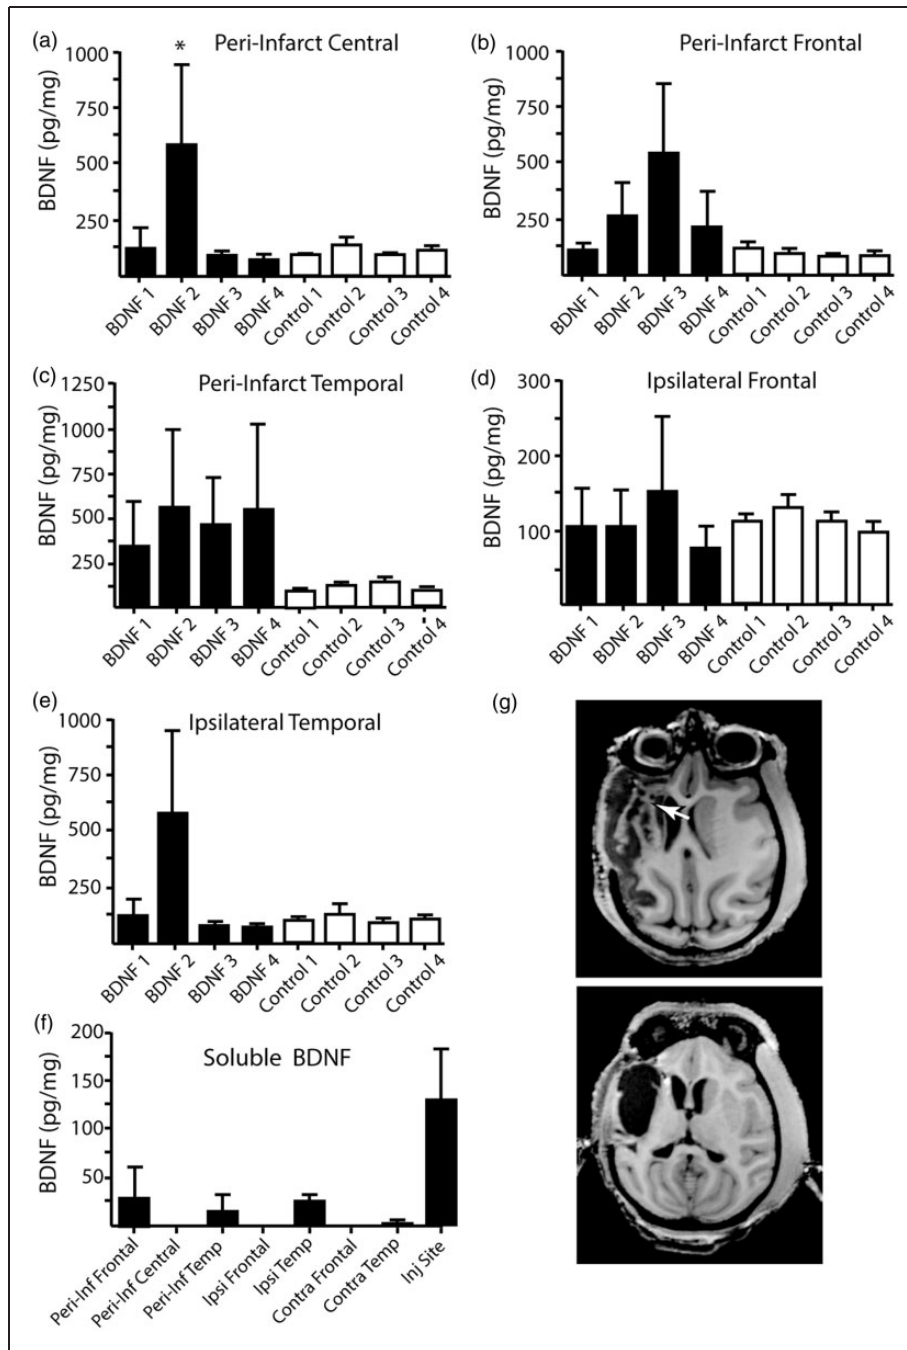 (a) Peri-Infarct Central
*
BDNF (pg/mg)
1000
750
500
250
BDNF 1 BDNF 2 BDNF 3 BDNF 4 Control 1 Control 2 Control 3 Control 4
(b) Peri-Infarct Frontal
BDNF (pg/mg)
1000
750
500
250
BDNF 1 BDNF 2 BDNF 3 BDNF 4 Control 1 Control 2 Control 3 Control 4
(c) Peri-Infarct Temporal
BDNF (pg/mg)
1250
1000
750
500
250
BDNF 1 BDNF 2 BDNF 3 BDNF 4 Control 1 Control 2 Control 3 Control 4
(d) Ipsilateral Frontal
BDNF (pg/mg)
300
200
100
BDNF 1 BDNF 2 BDNF 3 BDNF 4 Control 1 Control 2 Control 3 Control 4
(e) Ipsilateral Temporal
BDNF (pg/mg)
1000
750
500
250
BDNF 1 BDNF 2 BDNF 3 BDNF 4 Control 1 Control 2 Control 3 Control 4
(f) Soluble BDNF
BDNF (pg/mg)
200
150
100
50
Peri-Inf Frontal Peri-Inf Central Peri-Inf Temp Ipsi Frontal Ipsi Temp Contra Frontal Contra Temp Inj Site
(g)